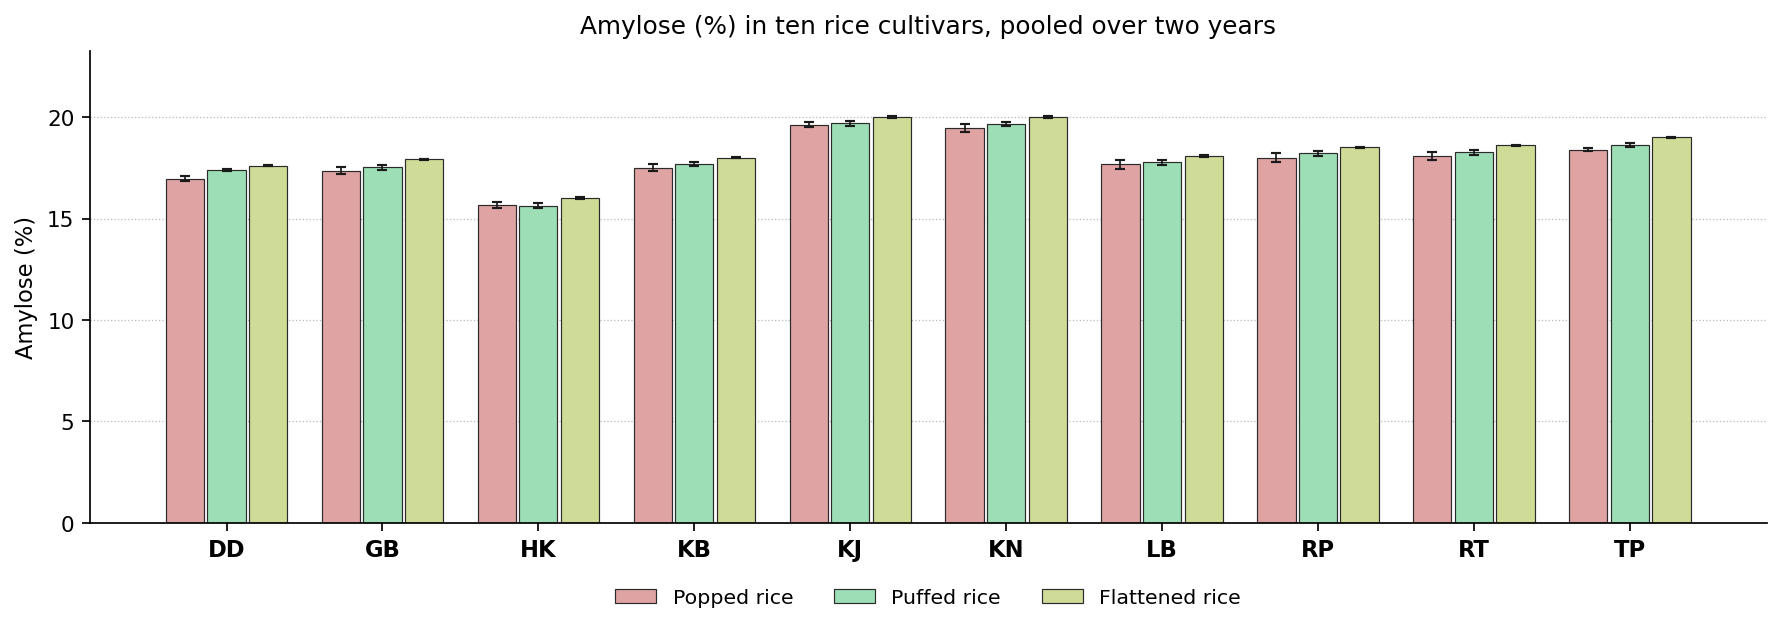 Amylose (%) in ten rice cultivars, pooled over two years
Amylose (%)
20
15
10
5
0
DD GB HK KB KJ KN LB RP RT TP
Popped rice Puffed rice Flattened rice